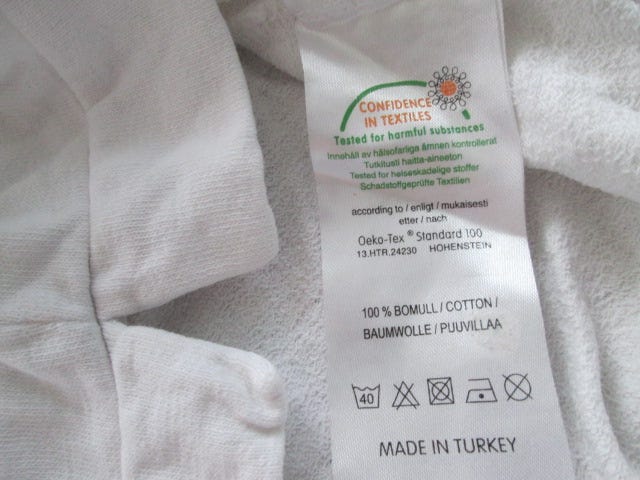 CONFIDENCE
IN TEXTILES
Tested for harmful substances
Innehåll av hälsofarliga ämnen kontrollerat
Tutkitusti haitta-aineeton
Tested for helseskadelige stoffer
Schadstoffgeprüfte Textilien
according to / enligt / mukaisesti
etter / nach
Oeko-Tex ® Standard 100
13.HTR.24230 HOHENSTEIN
100 % BOMULL / COTTON /
BAUMWOLLE / PUUVILLAA
40
MADE IN TURKEY